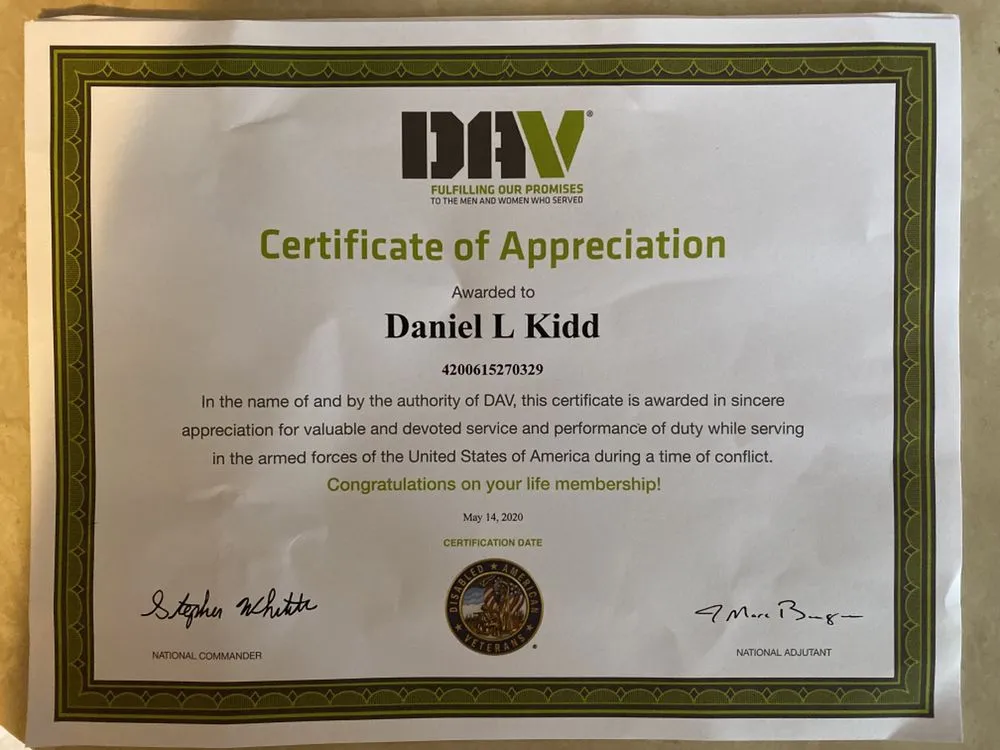 DAV®
FULFILLING OUR PROMISES
TO THE MEN AND WOMEN WHO SERVED
Certificate of Appreciation
Awarded to
Daniel L Kidd
4200615270329
In the name of and by the authority of DAV, this certificate is awarded in sincere
appreciation for valuable and devoted service and performance of duty while serving
in the armed forces of the United States of America during a time of conflict.
Congratulations on your life membership!
May 14, 2020
CERTIFICATION DATE
DISABLED ★ AMERICAN
★ VETERANS ★
Stephen Whitehead
NATIONAL COMMANDER
J Marc Burgess
NATIONAL ADJUTANT